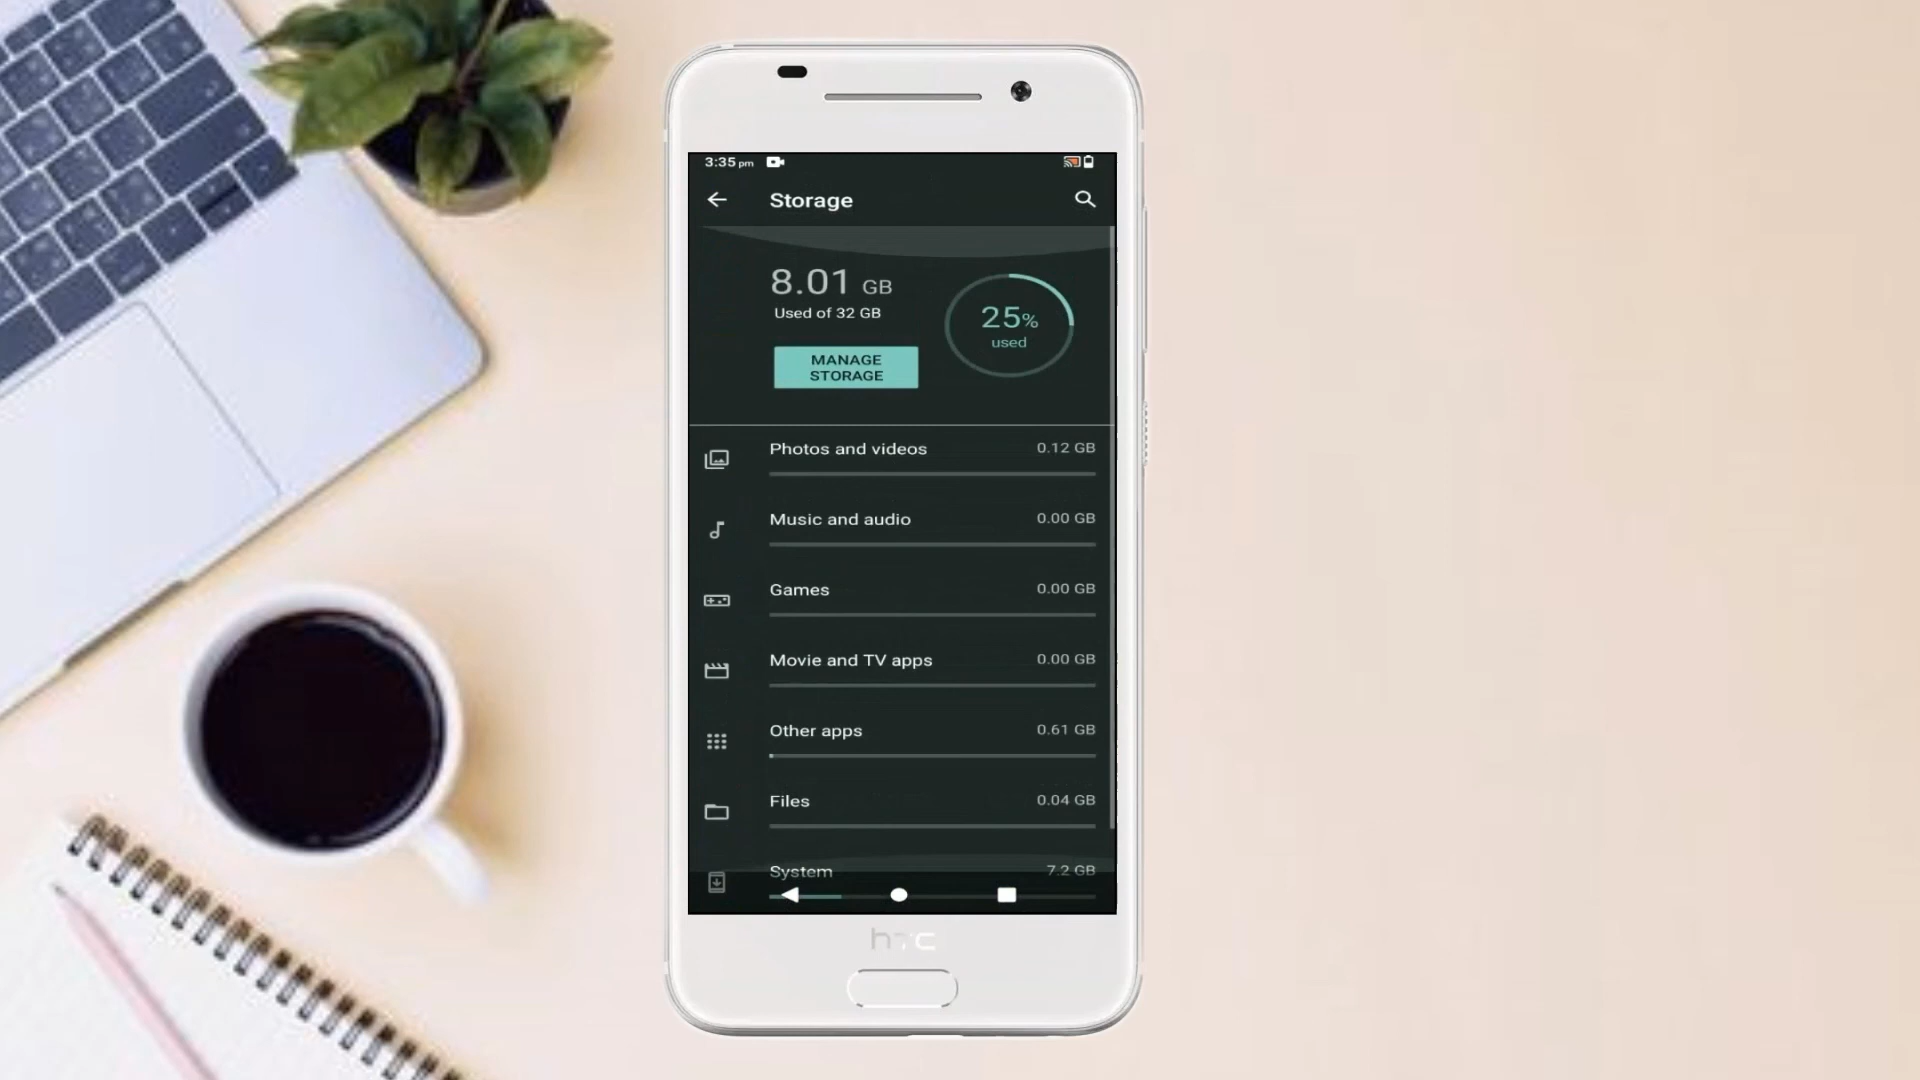 3:35 pm
Storage
8.01 GB
Used of 32 GB
25%
used
MANAGE
STORAGE
Photos and videos 0.12 GB
Music and audio 0.00 GB
Games 0.00 GB
Movie and TV apps 0.00 GB
Other apps 0.61 GB
Files 0.04 GB
System 7.2 GB
htc